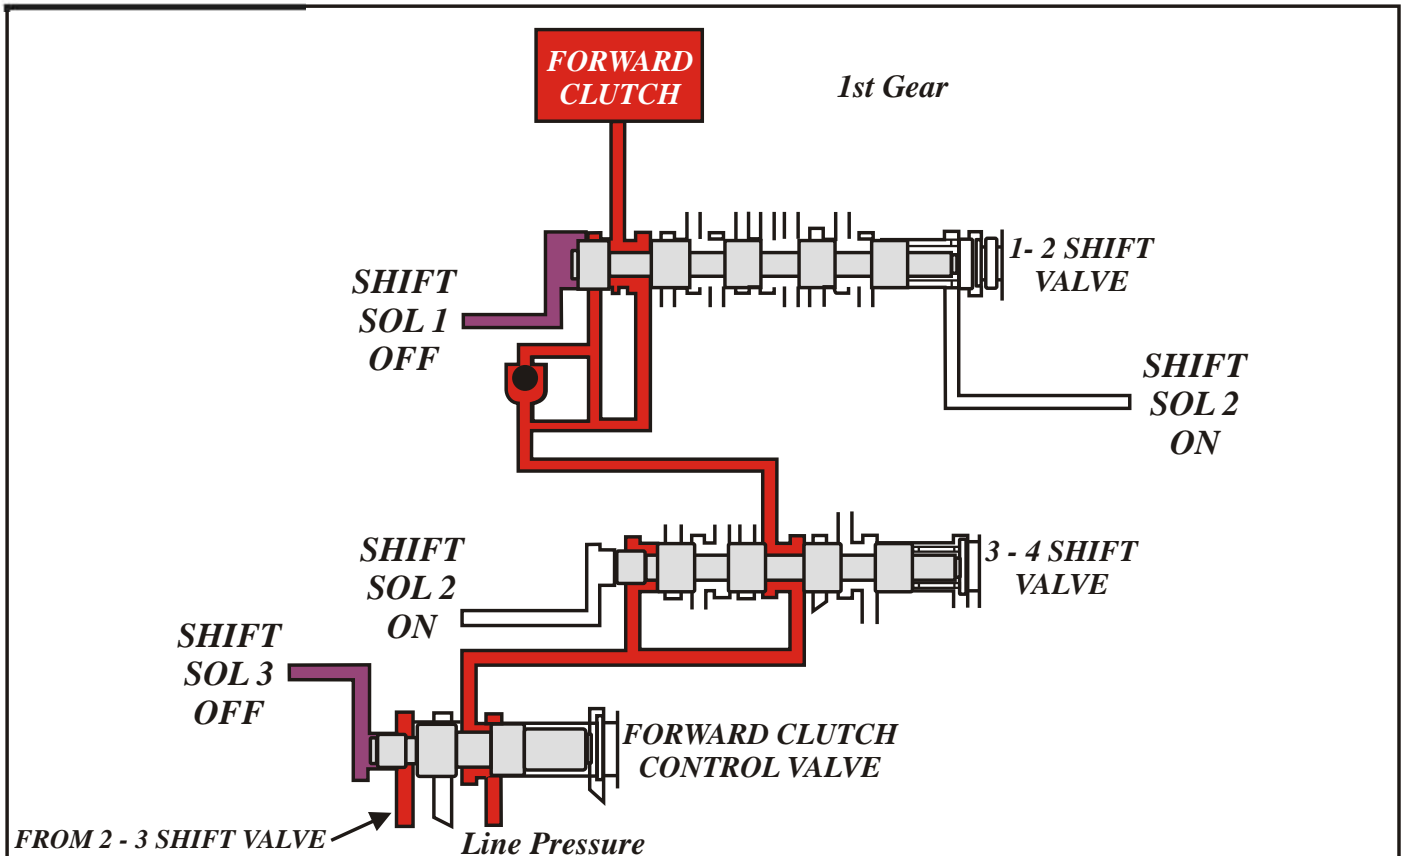 FORWARD
CLUTCH
1st Gear
1- 2 SHIFT
VALVE
SHIFT
SOL 1
OFF
SHIFT
SOL 2
ON
SHIFT
SOL 2
ON
3 - 4 SHIFT
VALVE
SHIFT
SOL 3
OFF
FORWARD CLUTCH
CONTROL VALVE
FROM 2 - 3 SHIFT VALVE
Line Pressure